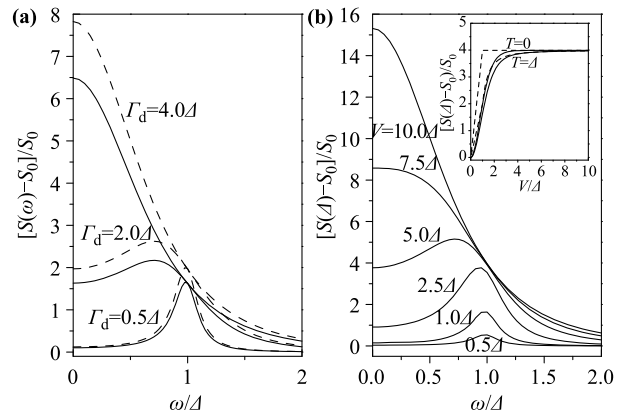 (a)
[S(ω)−S₀]/S₀
8
7
6
5
4
3
2
1
0
Γd=4.0Δ
Γd=2.0Δ
Γd=0.5Δ
0
1
2
ω/Δ
(b)
[S(Δ)−S₀]/S₀
16
14
12
10
8
6
4
2
0
V=10.0Δ
7.5Δ
5.0Δ
2.5Δ
1.0Δ
0.5Δ
0.0
0.5
1.0
1.5
2.0
ω/Δ
[S(Δ)−S₀)/S₀
5
4
3
2
1
0
T=0
T=Δ
0
2
4
6
8
10
V/Δ